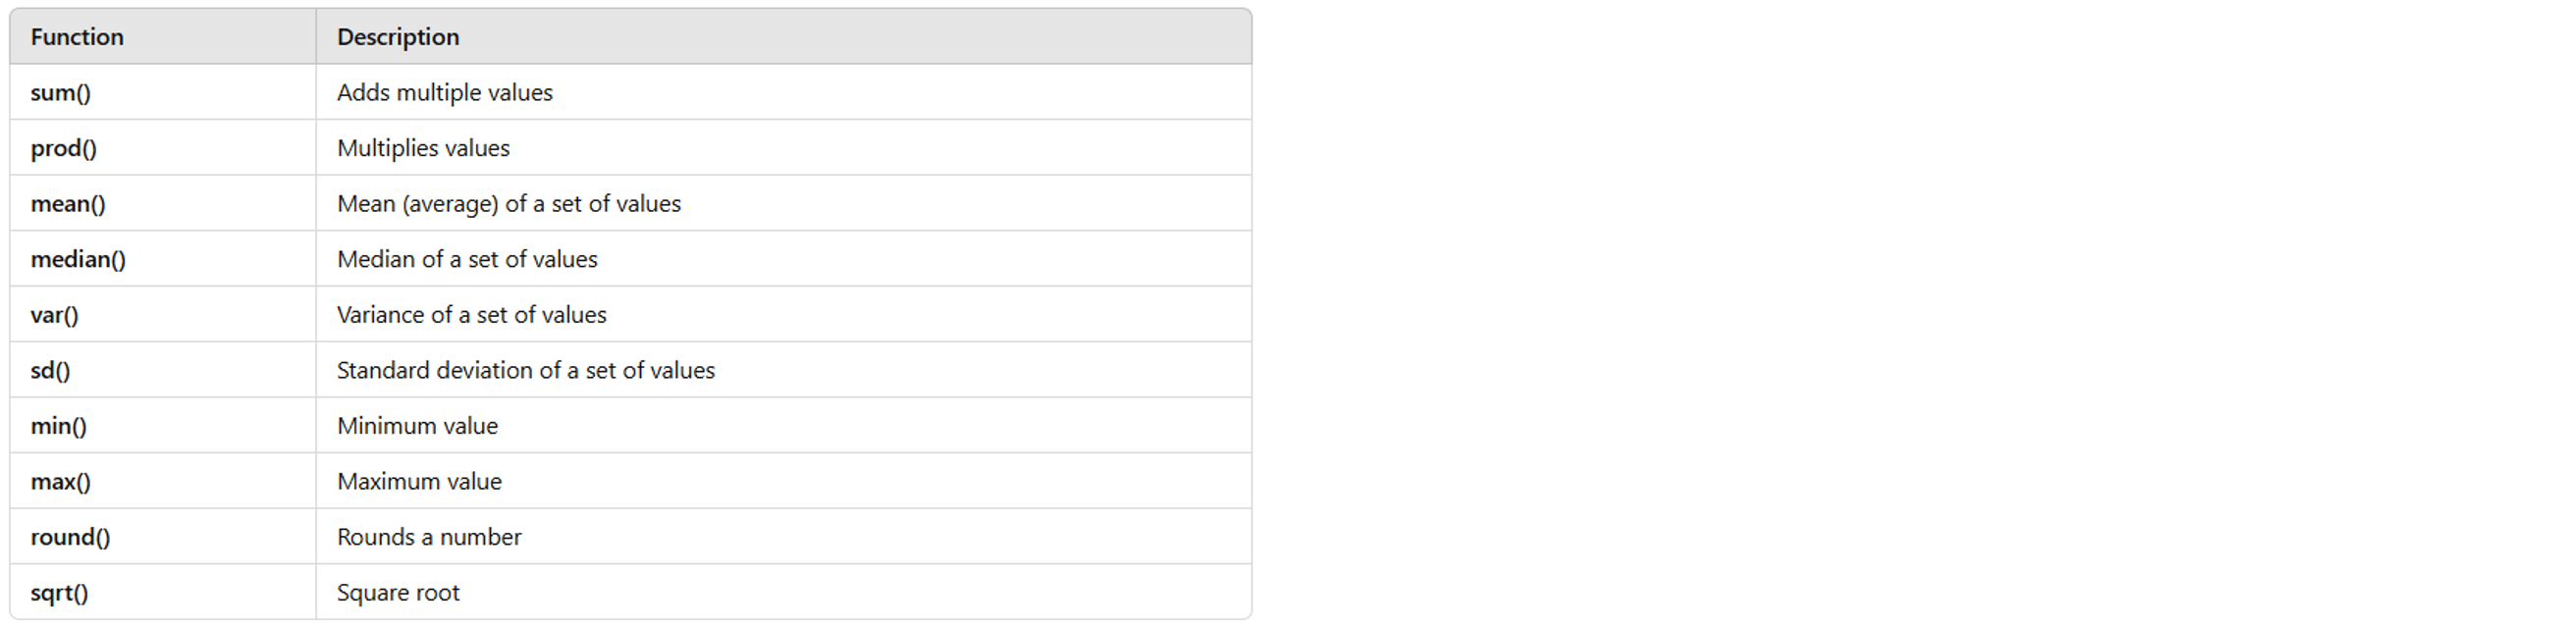 Function Description
sum() Adds multiple values
prod() Multiplies values
mean() Mean (average) of a set of values
median() Median of a set of values
var() Variance of a set of values
sd() Standard deviation of a set of values
min() Minimum value
max() Maximum value
round() Rounds a number
sqrt() Square root